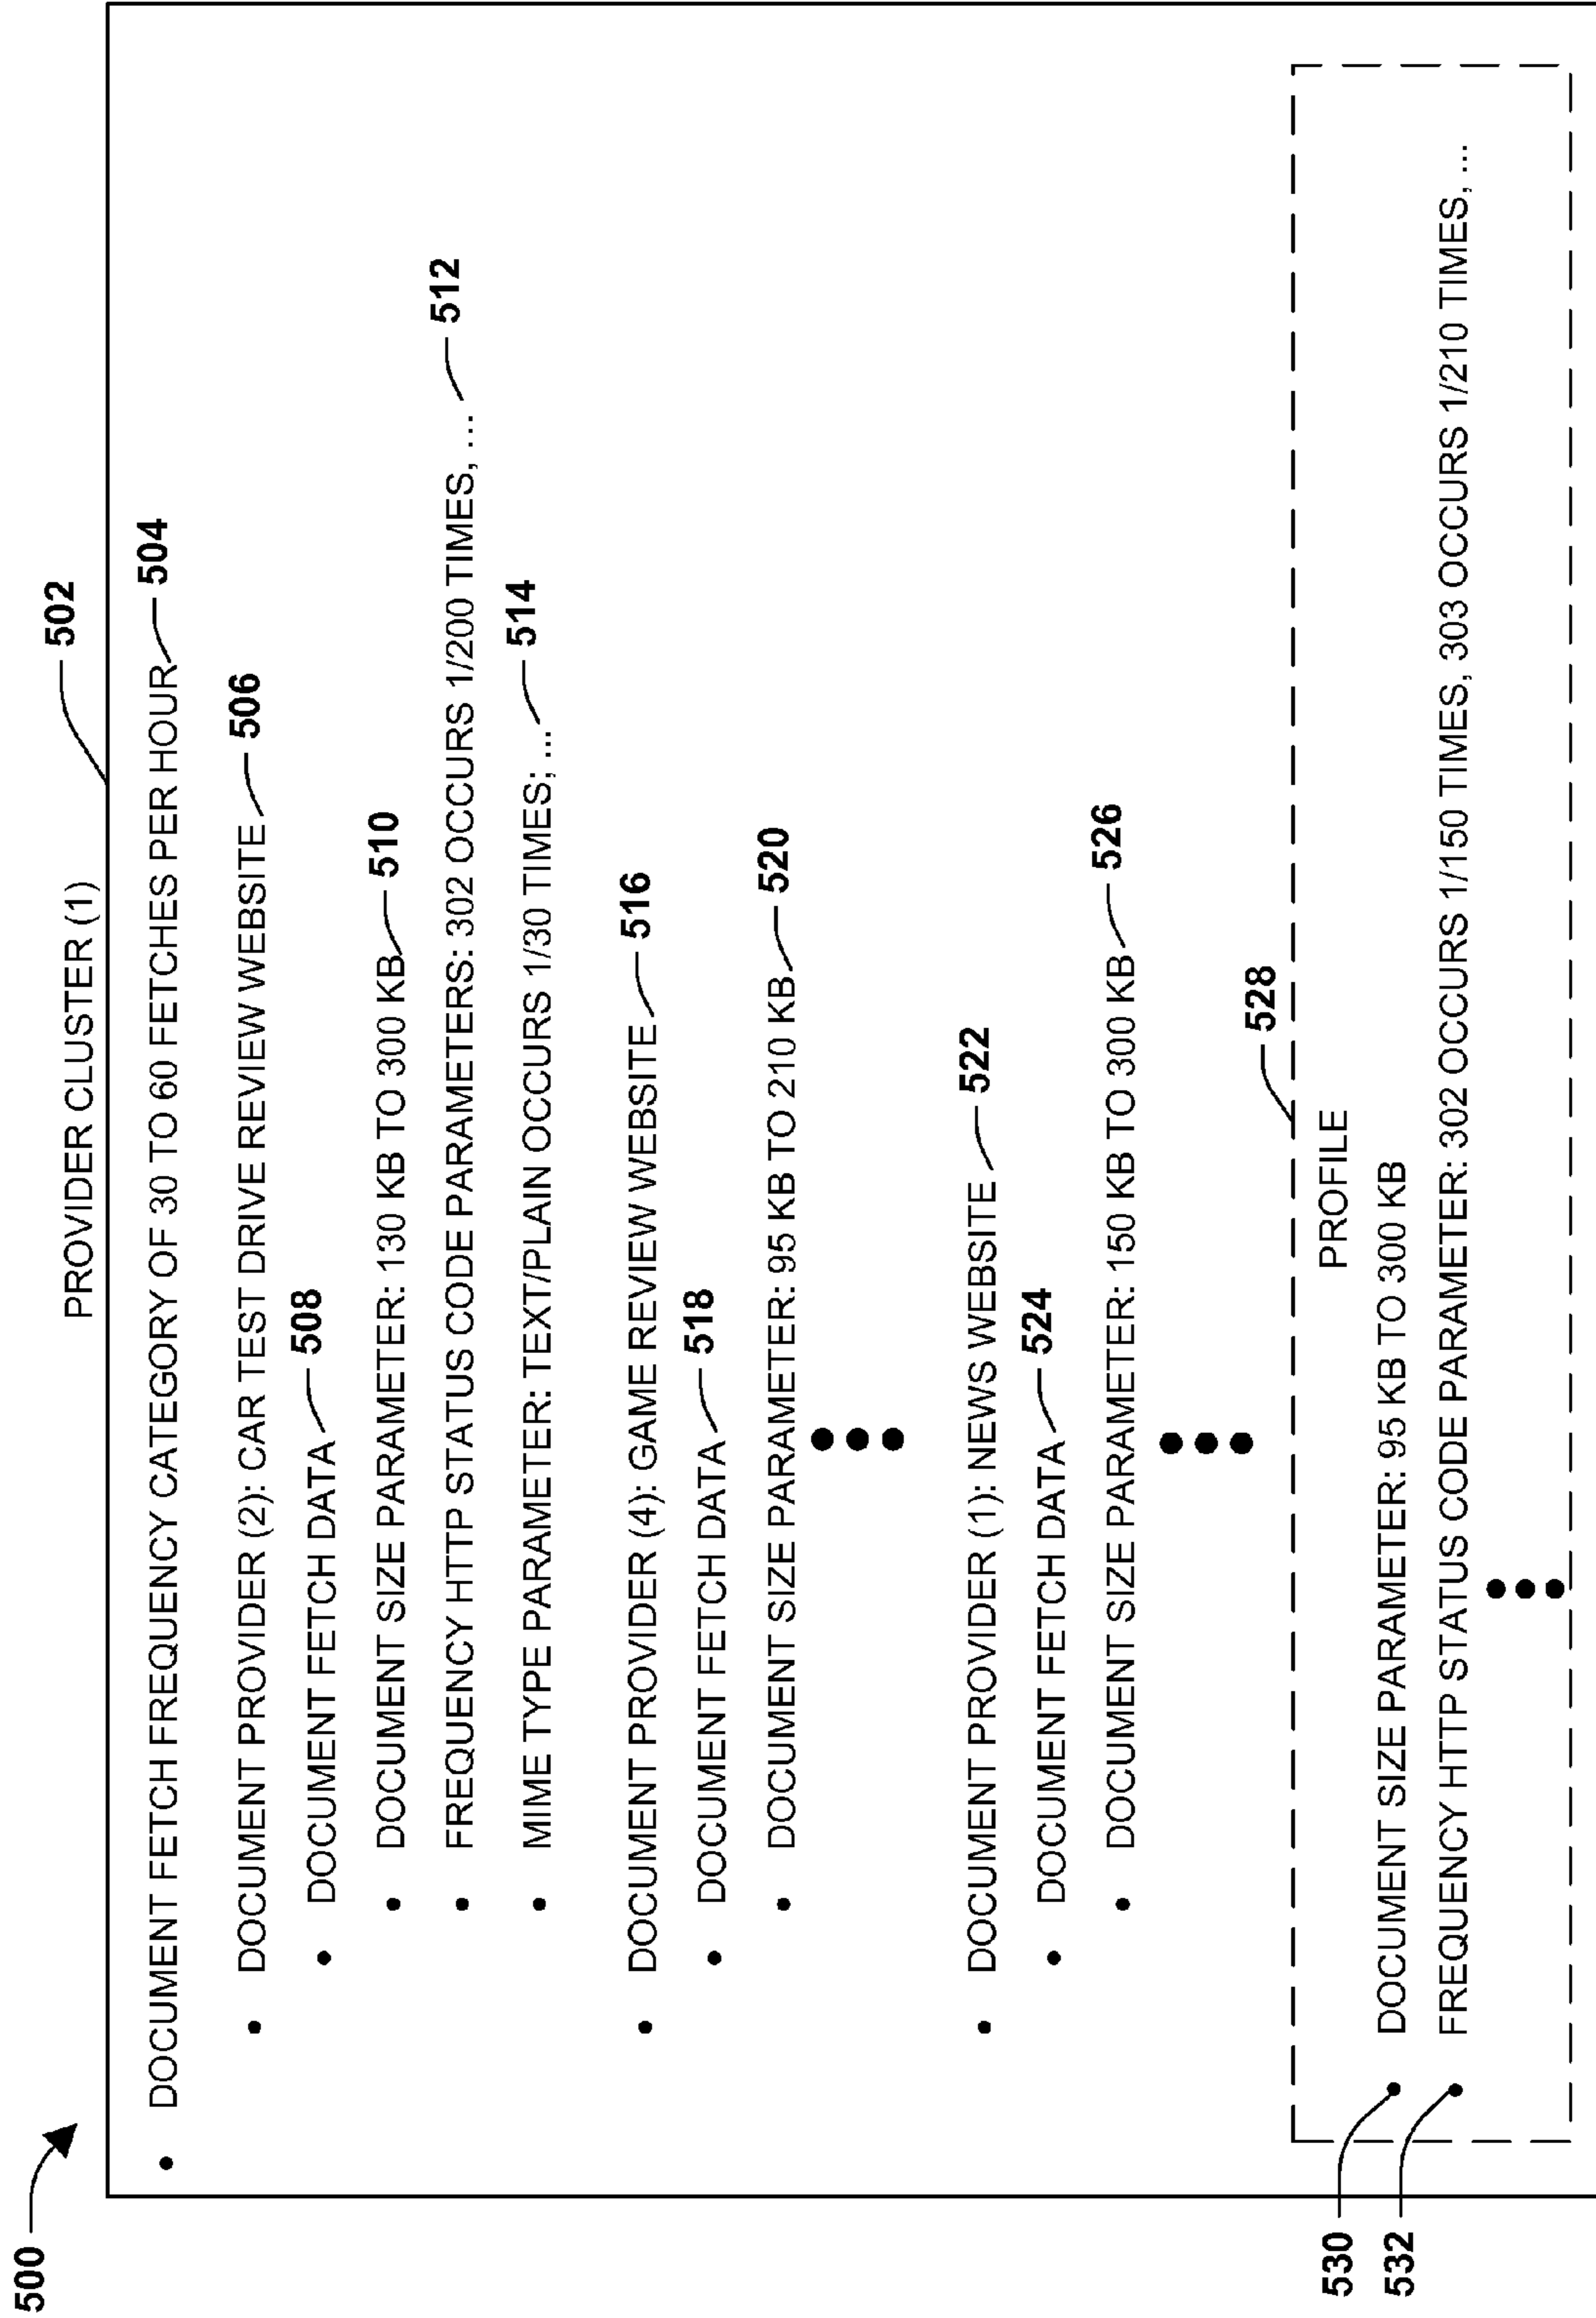 500
PROVIDER CLUSTER (1)
502
• DOCUMENT FETCH FREQUENCY CATEGORY OF 30 TO 60 FETCHES PER HOUR 504
• DOCUMENT PROVIDER (2): CAR TEST DRIVE REVIEW WEBSITE 506
• DOCUMENT FETCH DATA 508
• DOCUMENT SIZE PARAMETER: 130 KB TO 300 KB 510
• FREQUENCY HTTP STATUS CODE PARAMETERS: 302 OCCURS 1/200 TIMES, ... 512
• MIME TYPE PARAMETER: TEXT/PLAIN OCCURS 1/30 TIMES; ... 514
• DOCUMENT PROVIDER (4): GAME REVIEW WEBSITE 516
• DOCUMENT FETCH DATA 518
• DOCUMENT SIZE PARAMETER: 95 KB TO 210 KB 520
• DOCUMENT PROVIDER (1): NEWS WEBSITE 522
• DOCUMENT FETCH DATA 524
• DOCUMENT SIZE PARAMETER: 150 KB TO 300 KB 526
528
PROFILE
530 • DOCUMENT SIZE PARAMETER: 95 KB TO 300 KB
532 • FREQUENCY HTTP STATUS CODE PARAMETER: 302 OCCURS 1/150 TIMES, 303 OCCURS 1/210 TIMES, ...